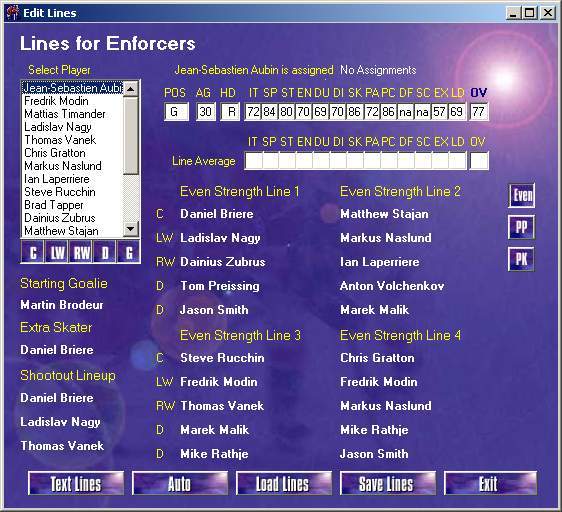 Edit Lines
Lines for Enforcers
Select Player
Jean-Sebastien Aubin is assigned No Assignments
Jean-Sebastien Aubi
Fredrik Modin
Mattias Timander
Ladislav Nagy
Thomas Vanek
Chris Gratton
Markus Naslund
Ian Laperriere
Steve Rucchin
Brad Tapper
Dainius Zubrus
Matthew Stajan
POS AG HD IT SP ST EN DU DI SK PA PC DF SC EX LD OV
G 30 R 72 84 80 70 69 70 86 72 86 na na 57 69 77
IT SP ST EN DU DI SK PA PC DF SC EX LD OV
Line Average
C LW RW D G
Even Strength Line 1 Even Strength Line 2
C Daniel Briere Matthew Stajan
LW Ladislav Nagy Markus Naslund
RW Dainius Zubrus Ian Laperriere
D Tom Preissing Anton Volchenkov
D Jason Smith Marek Malik
Even Strength Line 3 Even Strength Line 4
C Steve Rucchin Chris Gratton
LW Fredrik Modin Fredrik Modin
RW Thomas Vanek Markus Naslund
D Marek Malik Mike Rathje
D Mike Rathje Jason Smith
Even
PP
PK
Starting Goalie
Martin Brodeur
Extra Skater
Daniel Briere
Shootout Lineup
Daniel Briere
Ladislav Nagy
Thomas Vanek
Text Lines Auto Load Lines Save Lines Exit